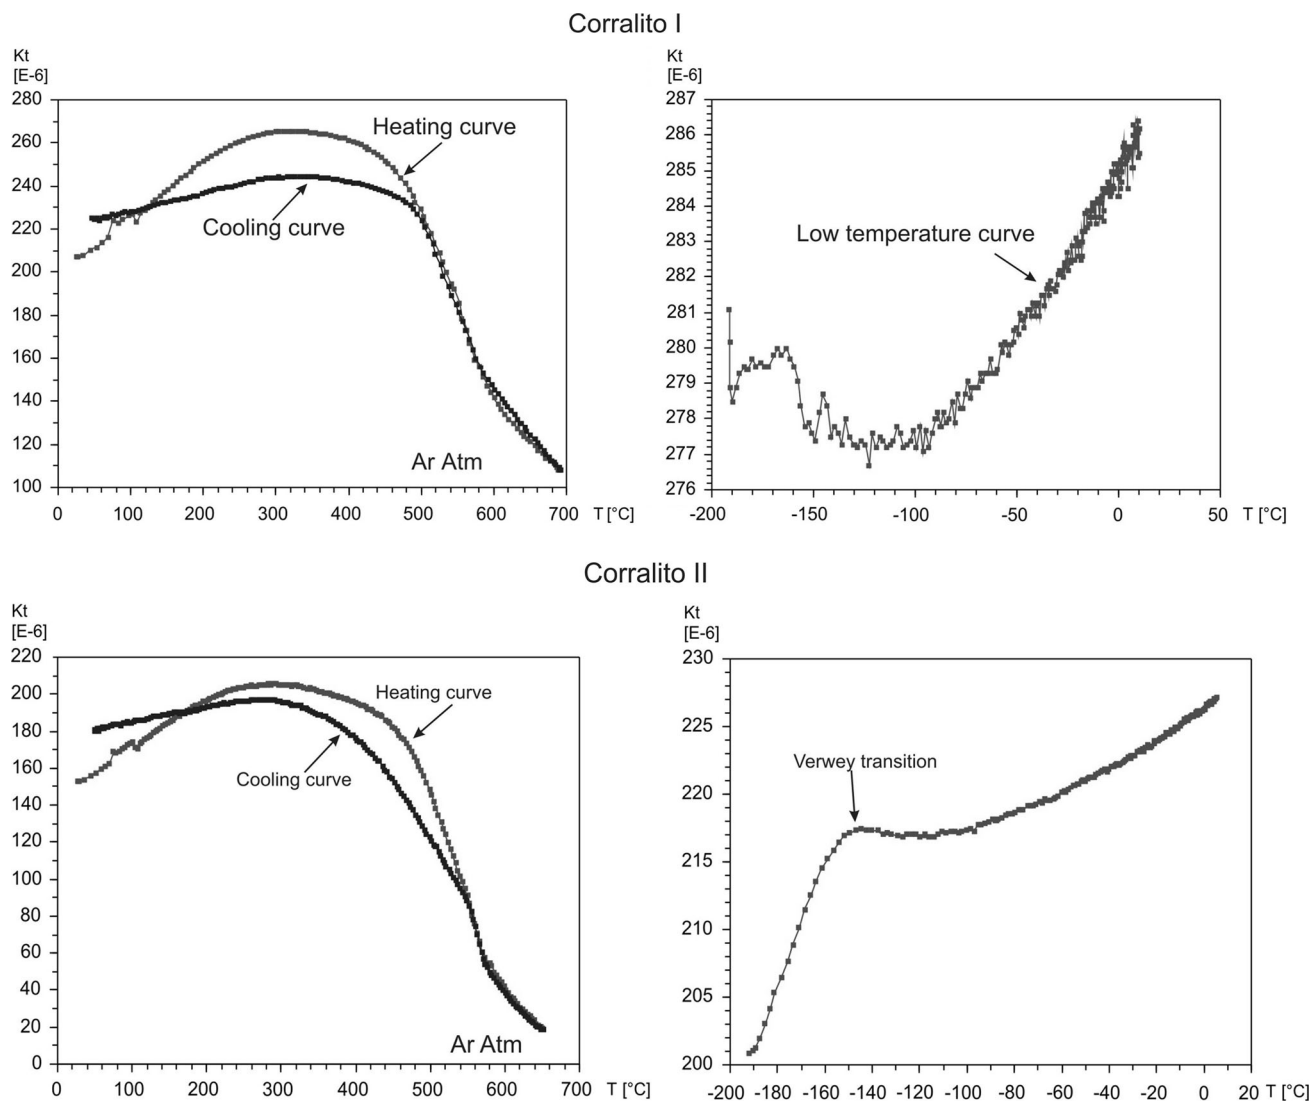 Corralito I
Kt
[E-6]
280
260
240
220
200
180
160
140
120
100
0 100 200 300 400 500 600 700 T [°C]
Heating curve
Cooling curve
Ar Atm
Kt
[E-6]
287
286
285
284
283
282
281
280
279
278
277
276
-200 -150 -100 -50 0 50 T [°C]
Low temperature curve
Corralito II
Kt
[E-6]
220
200
180
160
140
120
100
80
60
40
20
0
0 100 200 300 400 500 600 700 T [°C]
Heating curve
Cooling curve
Ar Atm
Kt
[E-6]
230
225
220
215
210
205
200
-200 -180 -160 -140 -120 -100 -80 -60 -40 -20 0 20 T [°C]
Verwey transition